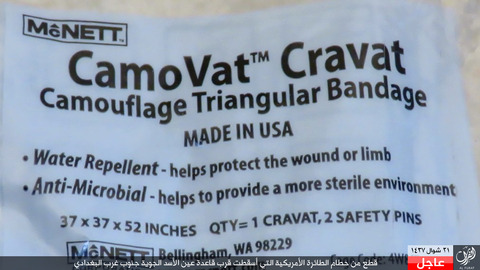 McNETT™
CamoVat™ Cravat
Camouflage Triangular Bandage
MADE IN USA
• Water Repellent - helps protect the wound or limb
• Anti-Microbial - helps to provide a more sterile environment
37 x 37 x 52 INCHES QTY= 1 CRAVAT, 2 SAFETY PINS
McNETT Bellingham, WA 98229
٢١ شوال ١٤٣٧
قطع من حطام الطائرة الأمريكية التي أسقطت قرب قاعدة عين الأسد الجوية جنوب غرب البغدادي
عاجل